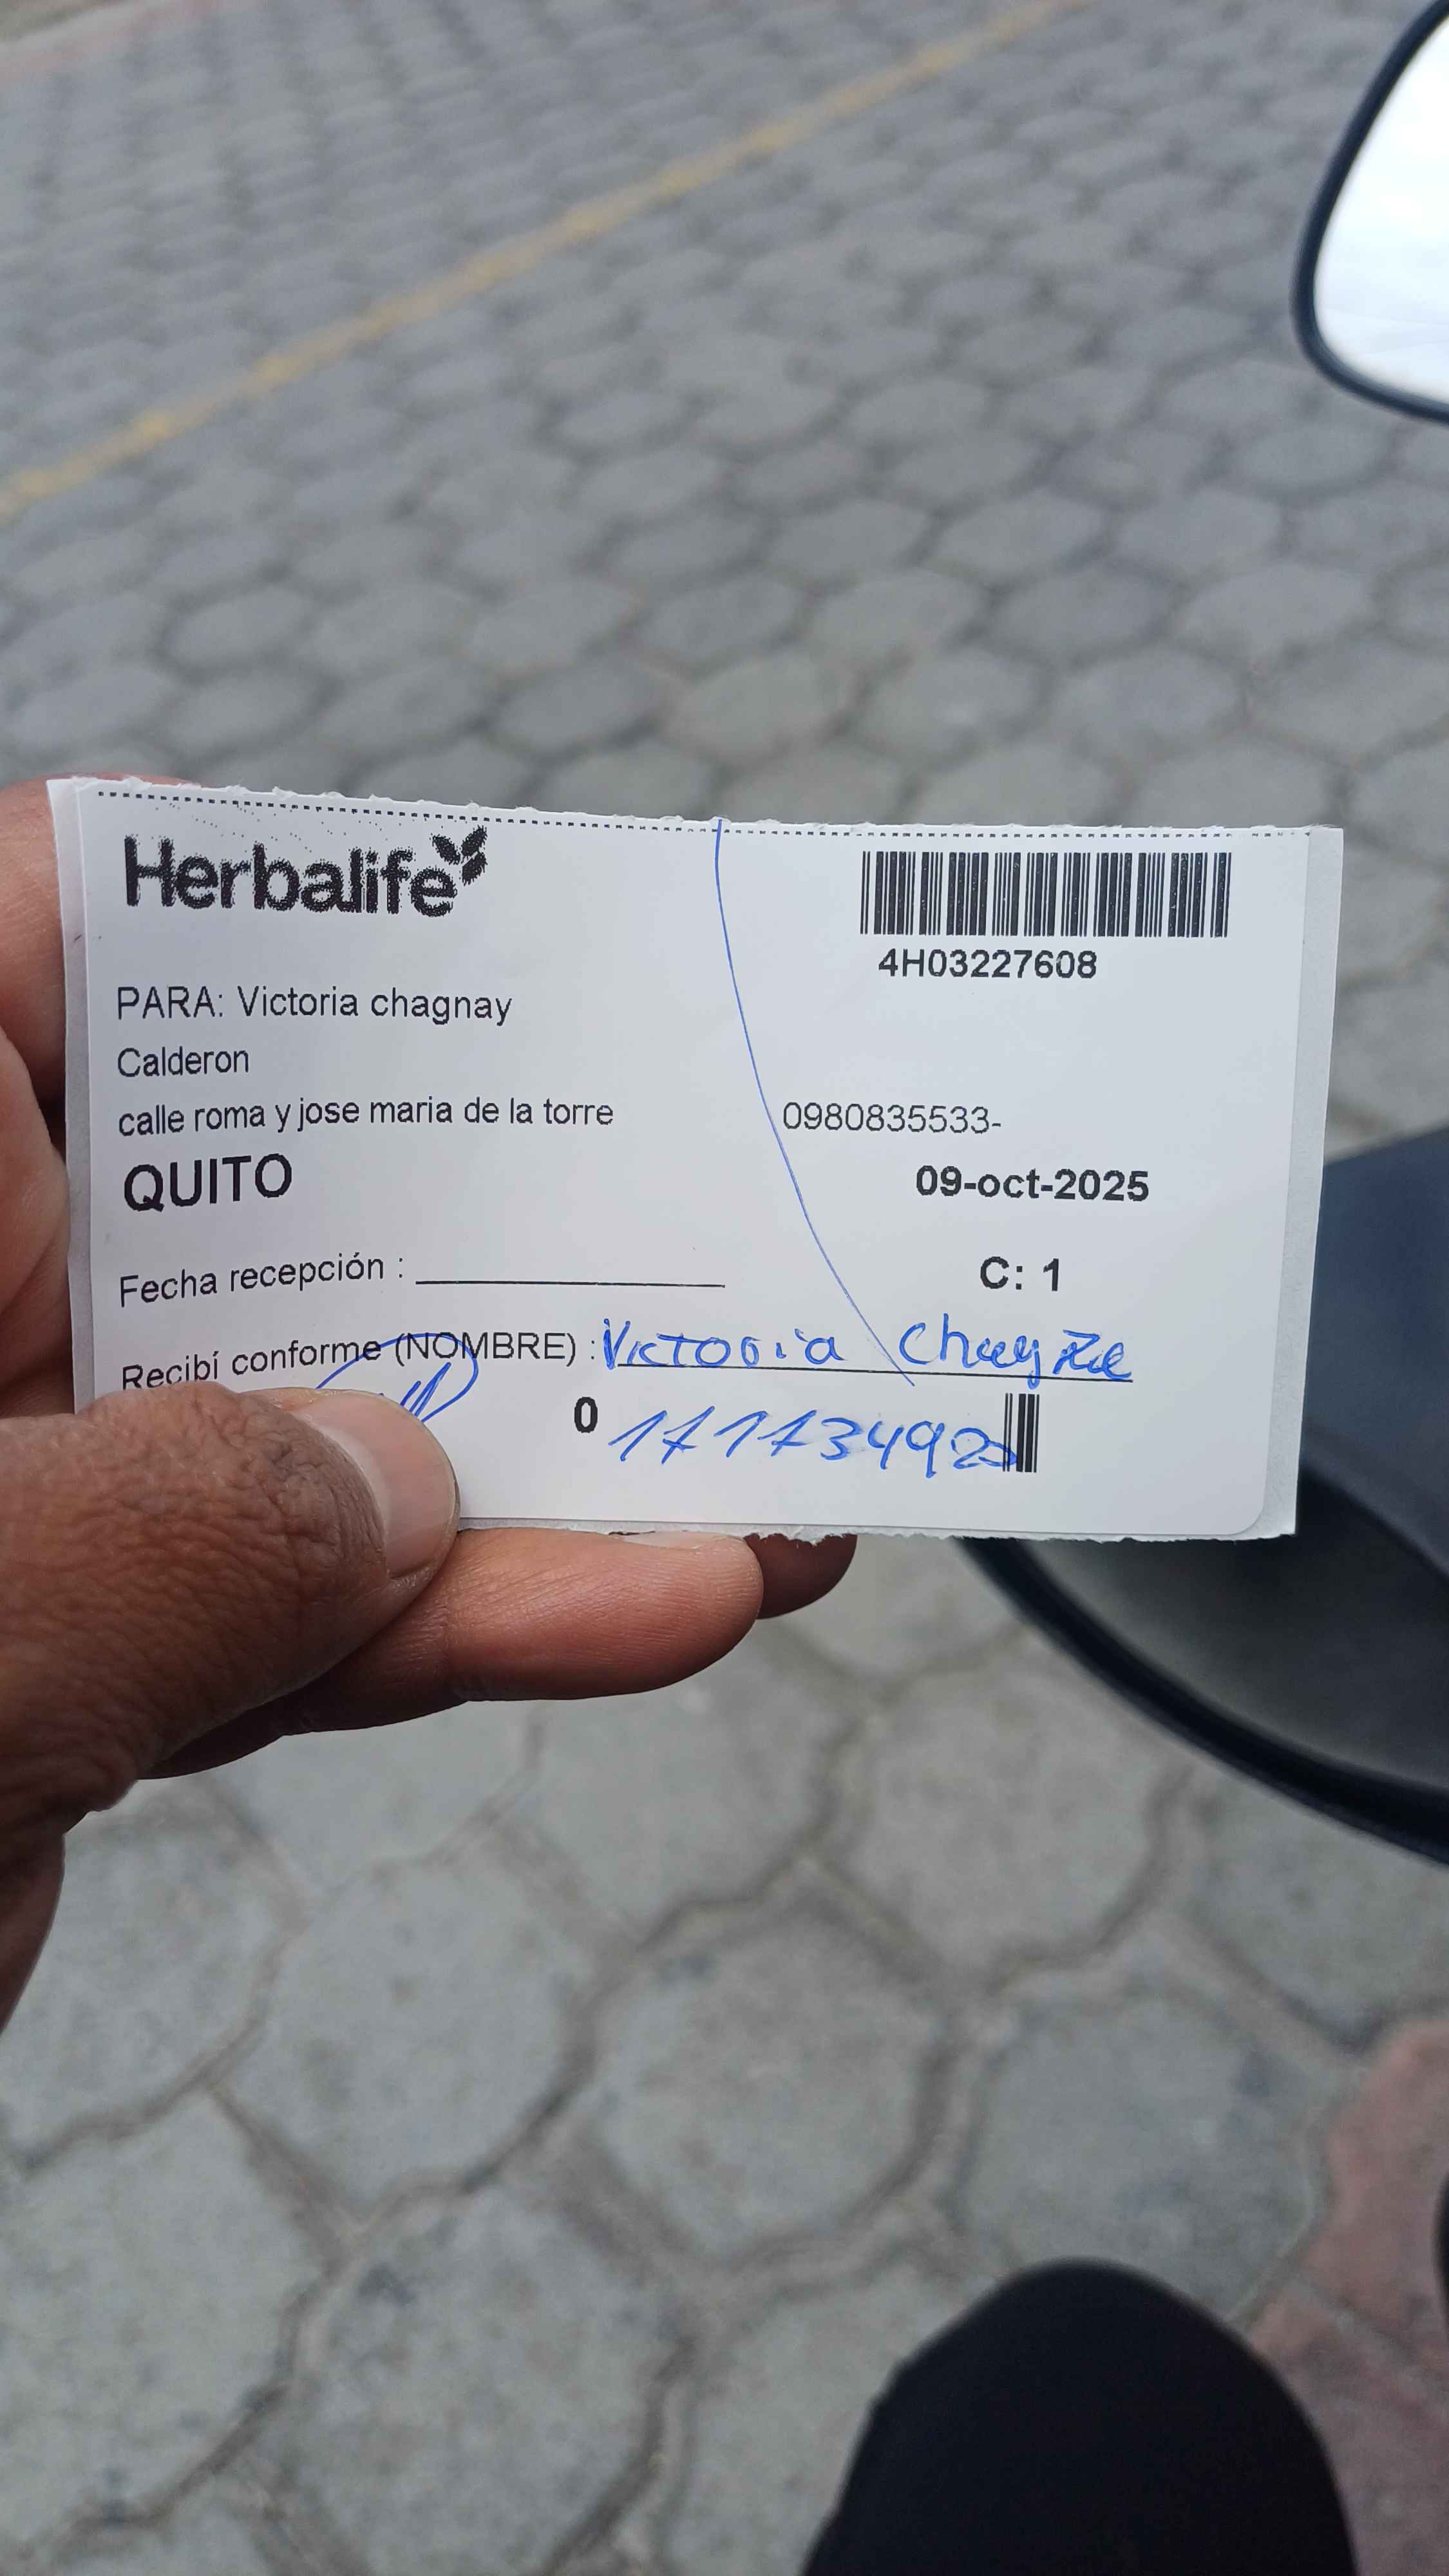 Herbalife
4H03227608
PARA: Victoria chagnay
Calderon
calle roma y jose maria de la torre 0980835533-
QUITO 09-oct-2025
Fecha recepción : C: 1
Recibí conforme (NOMBRE) : Victoria
0